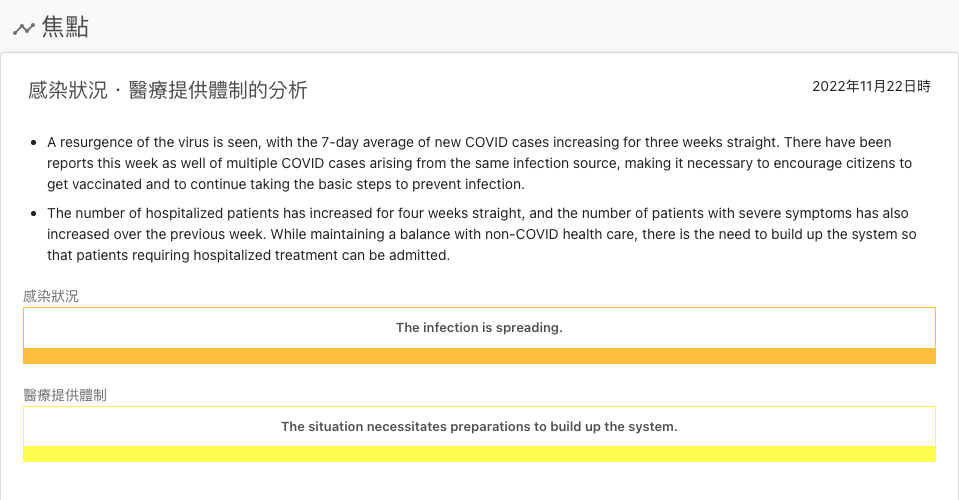 焦點
感染狀況・醫療提供體制的分析
2022年11月22日時
• A resurgence of the virus is seen, with the 7-day average of new COVID cases increasing for three weeks straight. There have been
reports this week as well of multiple COVID cases arising from the same infection source, making it necessary to encourage citizens to
get vaccinated and to continue taking the basic steps to prevent infection.
• The number of hospitalized patients has increased for four weeks straight, and the number of patients with severe symptoms has also
increased over the previous week. While maintaining a balance with non-COVID health care, there is the need to build up the system so
that patients requiring hospitalized treatment can be admitted.
感染狀況
The infection is spreading.
醫療提供體制
The situation necessitates preparations to build up the system.